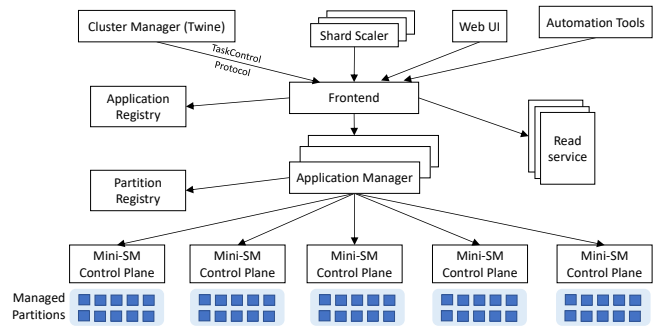 Cluster Manager (Twine)
Shard Scaler
Web UI
Automation Tools
TaskControl
Protocol
Application
Registry
Frontend
Read
service
Partition
Registry
Application Manager
Mini-SM
Control Plane
Mini-SM
Control Plane
Mini-SM
Control Plane
Mini-SM
Control Plane
Mini-SM
Control Plane
Managed
Partitions